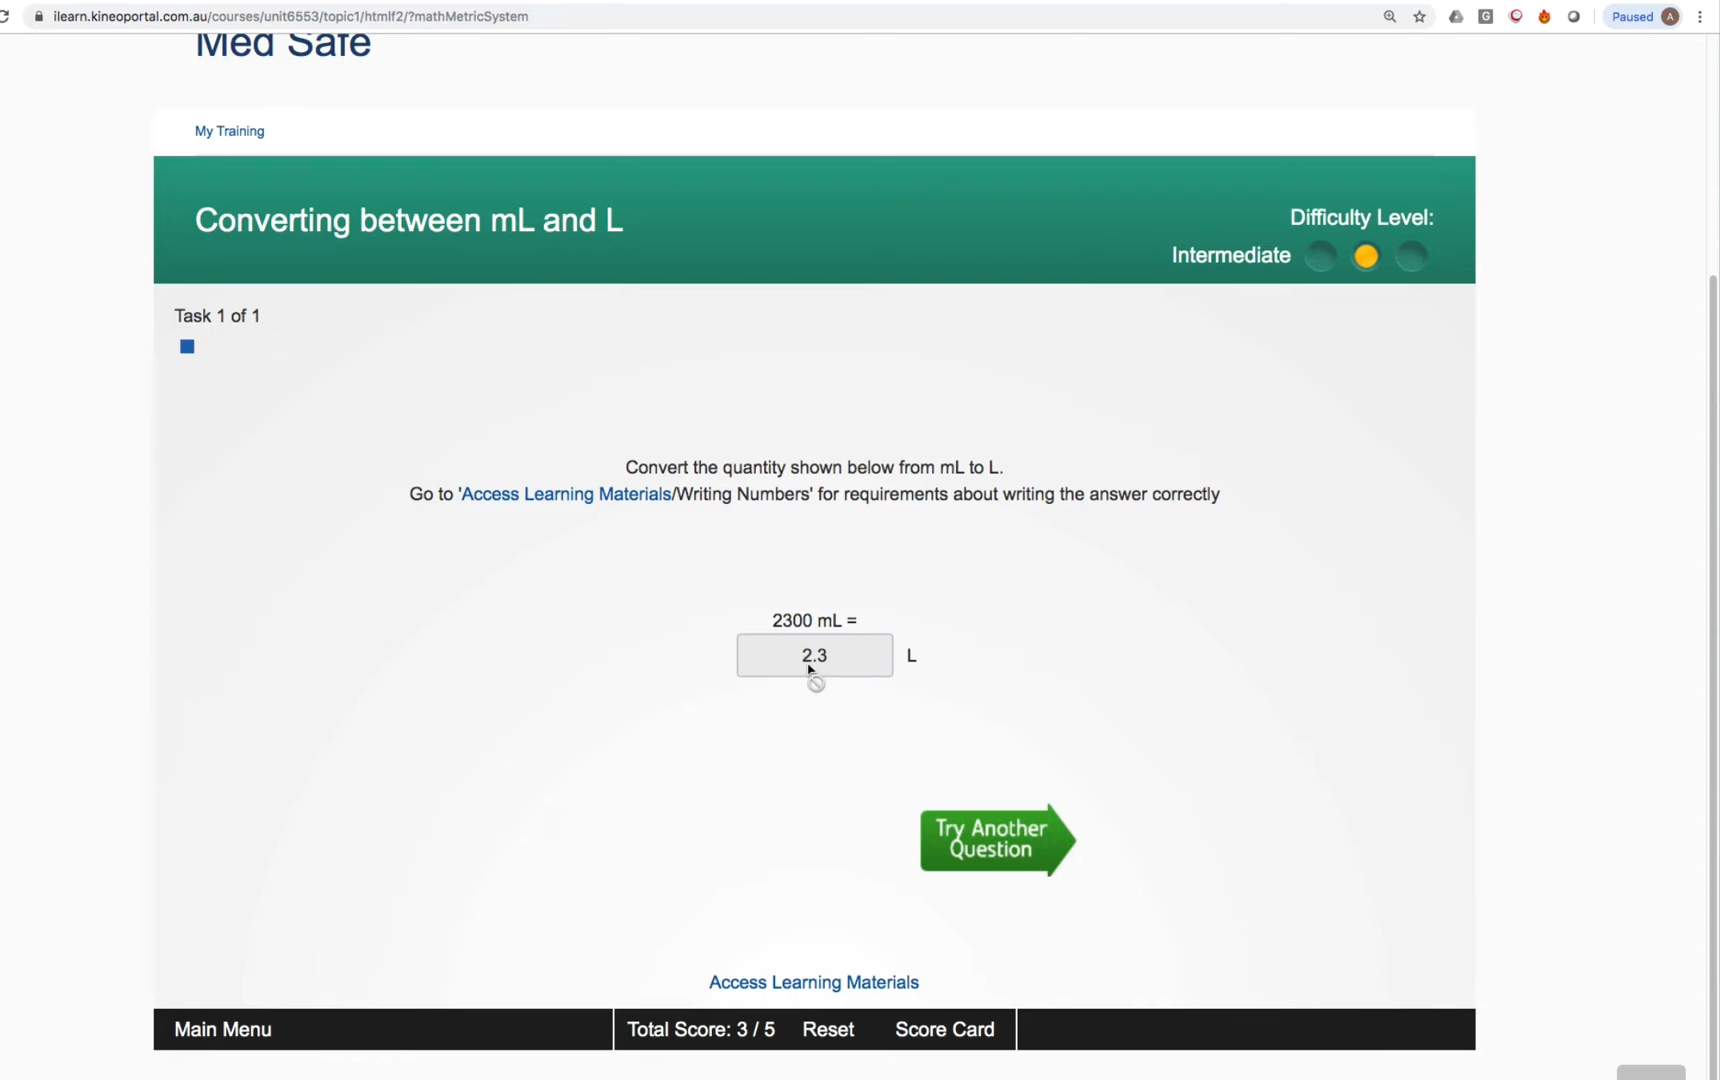 ilearn.kineoportal.com.au/courses/unit6553/topic1/htmlf2/?mathMetricSystem
G
Paused A
Med Safe
My Training
Converting between mL and L
Difficulty Level:
Intermediate
Task 1 of 1
Convert the quantity shown below from mL to L.
Go to 'Access Learning Materials/Writing Numbers' for requirements about writing the answer correctly
2300 mL =
2.3 L
Try Another
Question
Access Learning Materials
Main Menu Total Score: 3 / 5 Reset Score Card